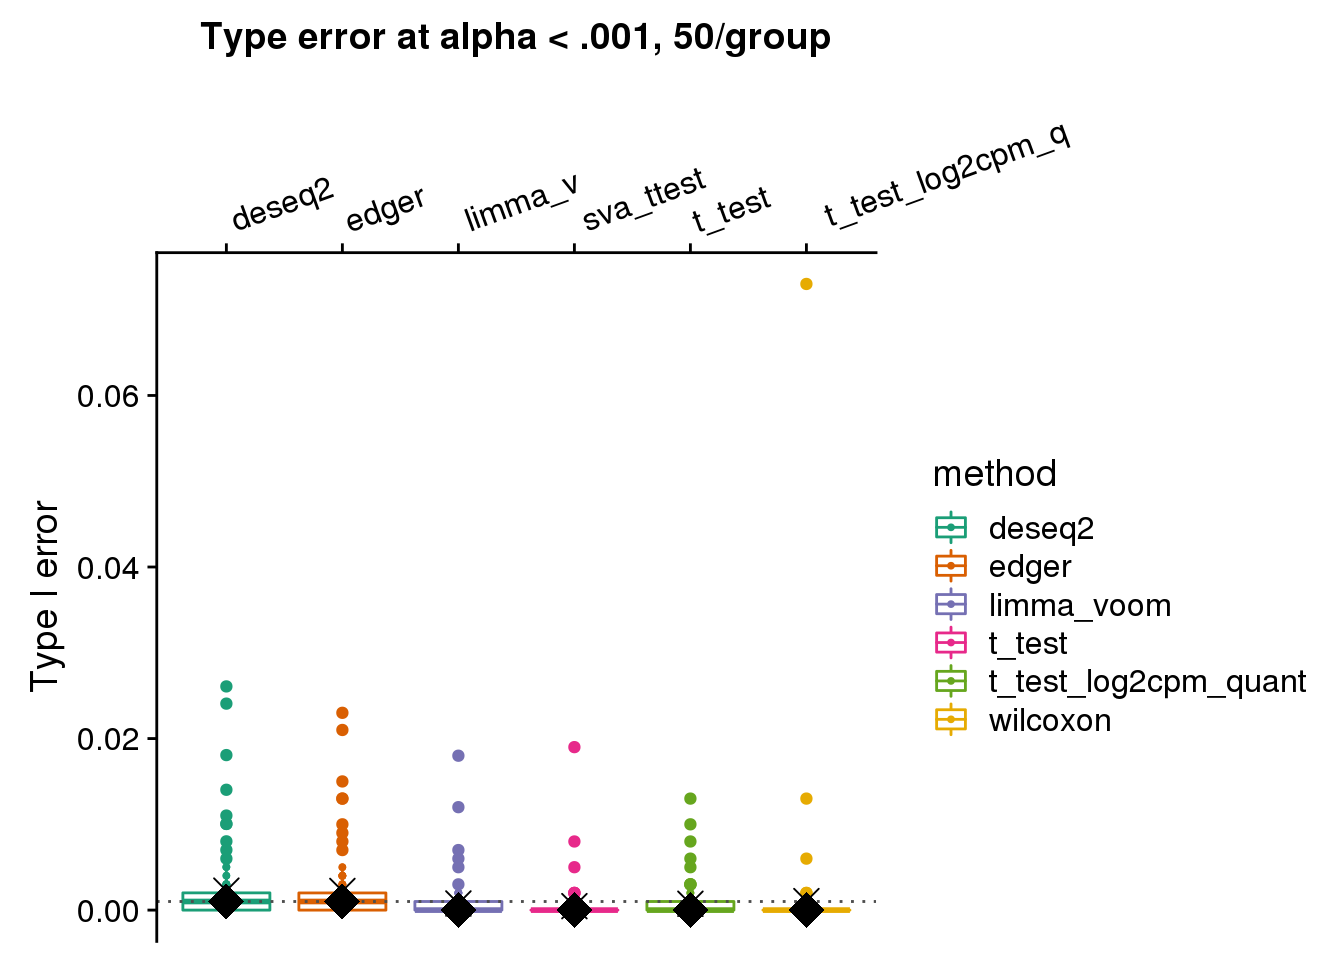 Type error at alpha < .001, 50/group
deseq2 edger limma_v sva_ttest t_test t_test_log2cpm_q
0.06
0.04
0.02
0.00
Type I error
method
deseq2
edger
limma_voom
t_test
t_test_log2cpm_quant
wilcoxon